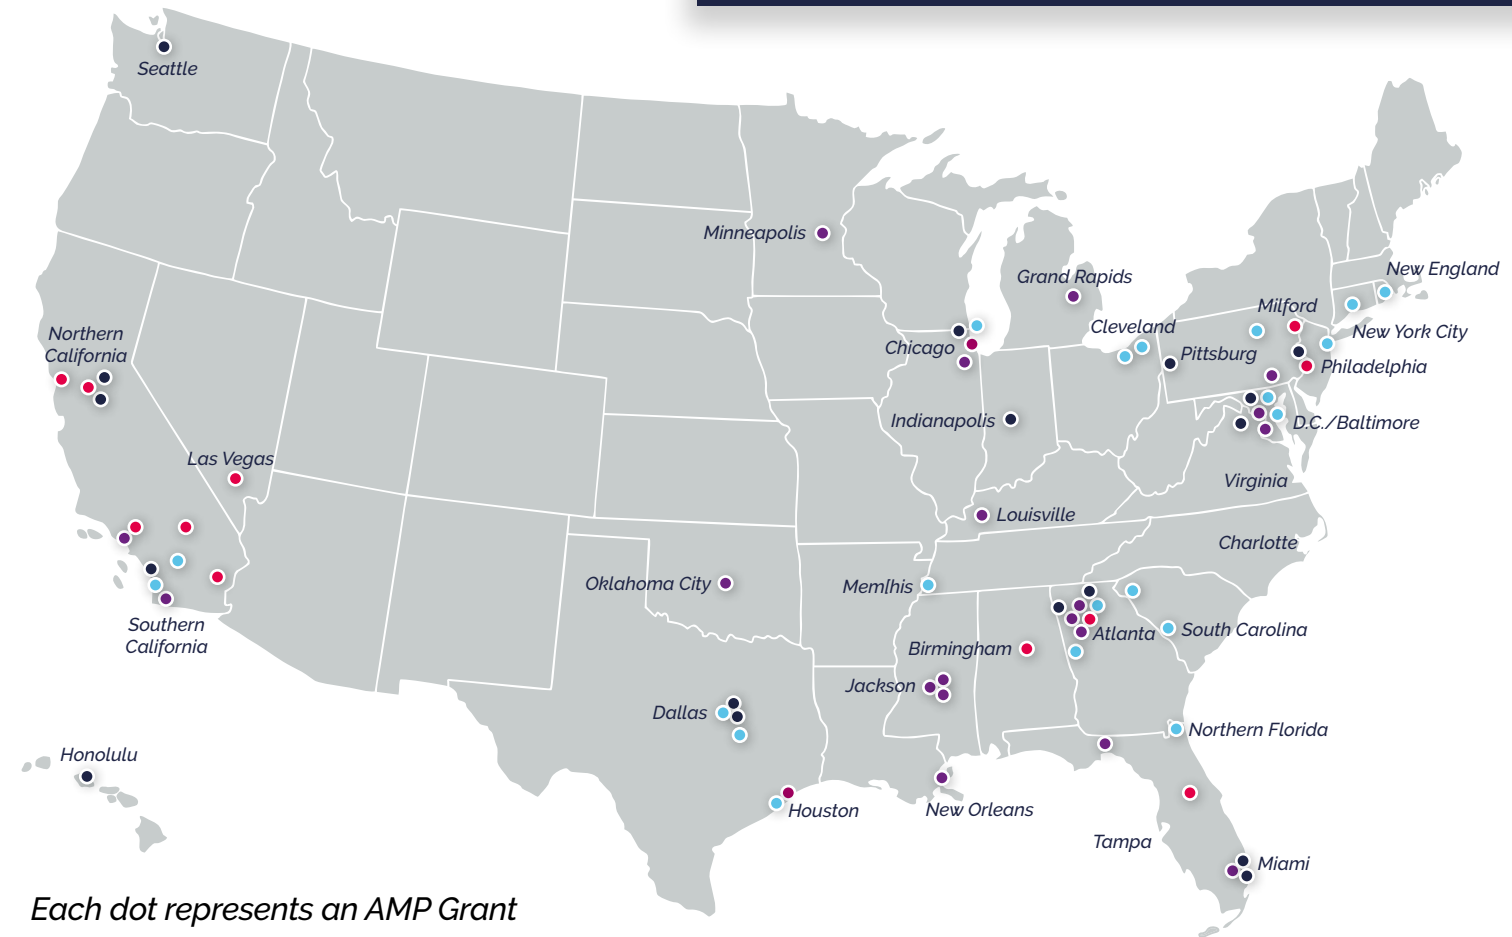 Seattle
Minneapolis
Grand Rapids
New England
Milford
Cleveland
New York City
Northern
California
Chicago
Pittsburg
Philadelphia
Indianapolis
D.C./Baltimore
Las Vegas
Virginia
Louisville
Charlotte
Oklahoma City
Mem[his
Southern
California
Atlanta
South Carolina
Birmingham
Jackson
Dallas
Northern Florida
Honolulu
Houston
New Orleans
Tampa
Miami
Each dot represents an AMP Grant